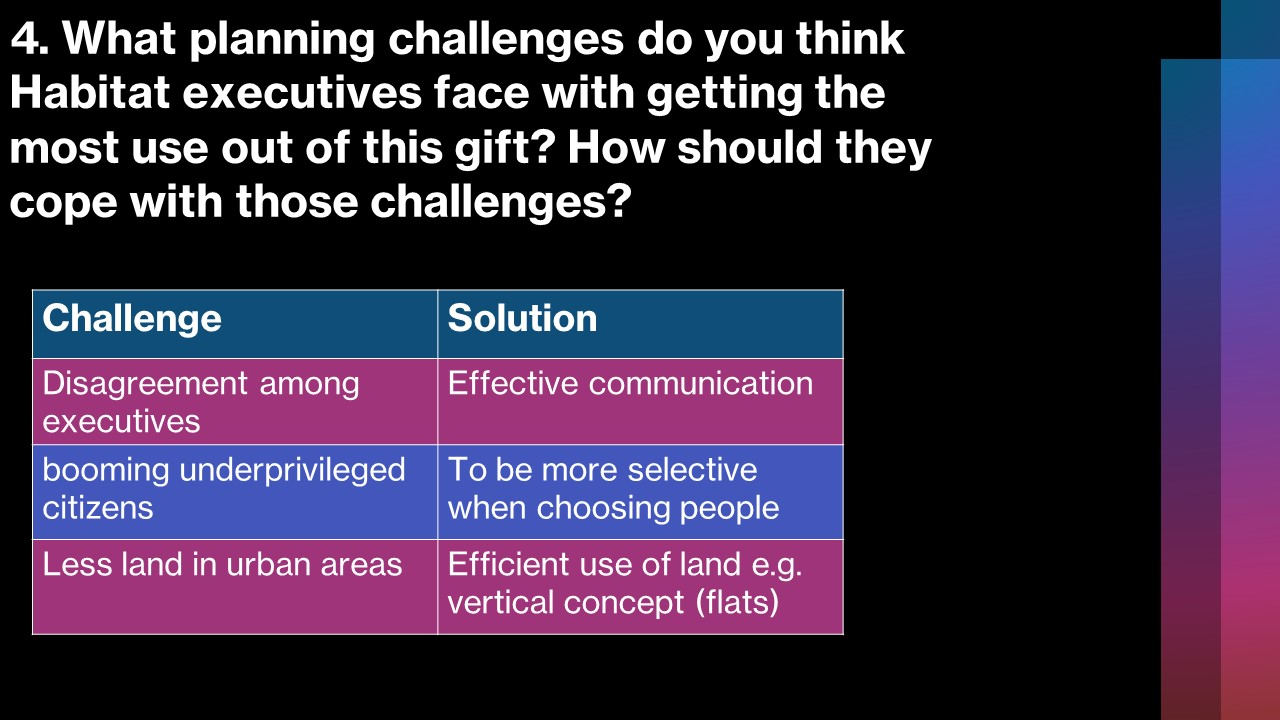 4. What planning challenges do you think
Habitat executives face with getting the
most use out of this gift? How should they
cope with those challenges?
Challenge
Solution
Disagreement among
executives
Effective communication
booming underprivileged
citizens
To be more selective
when choosing people
Less land in urban areas
Efficient use of land e.g.
vertical concept (flats)